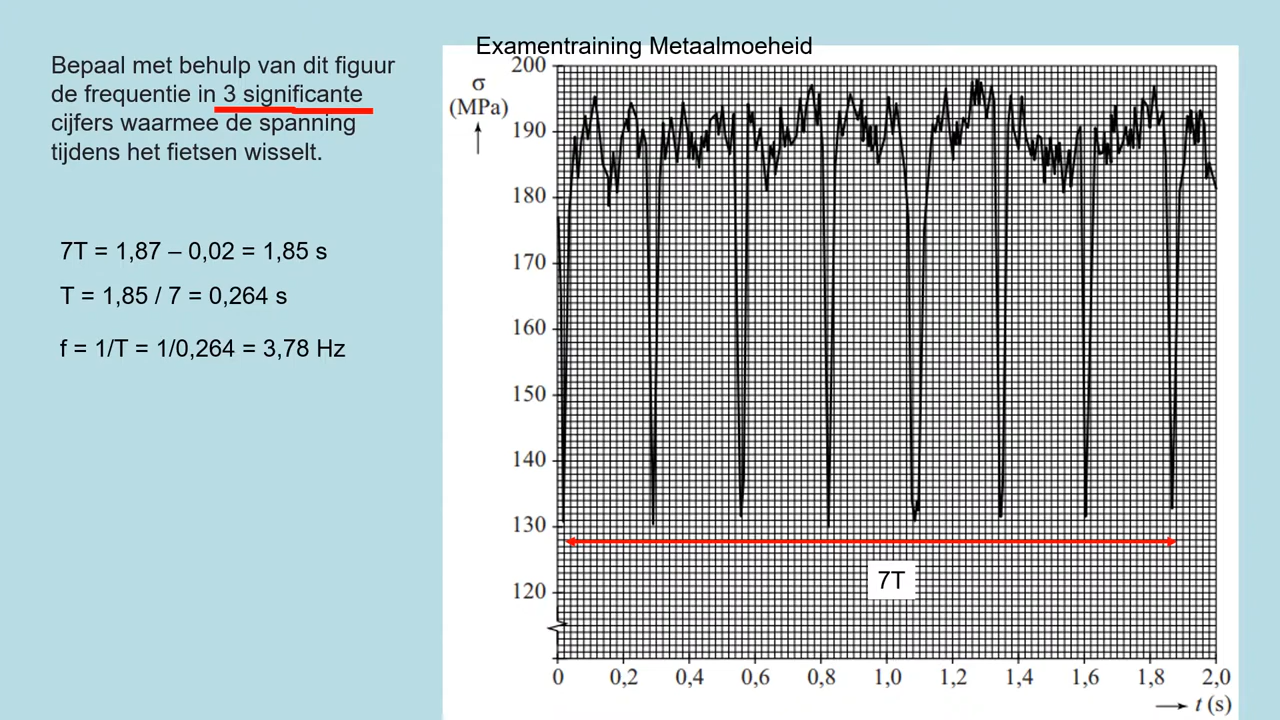 Examentraining Metaalmoeheid
Bepaal met behulp van dit figuur
de frequentie in 3 significante
cijfers waarmee de spanning
tijdens het fietsen wisselt.
7T = 1,87 – 0,02 = 1,85 s
T = 1,85 / 7 = 0,264 s
f = 1/T = 1/0,264 = 3,78 Hz
σ
(MPa)
200
190
180
170
160
150
140
130
120
7T
0 0,2 0,4 0,6 0,8 1,0 1,2 1,4 1,6 1,8 2,0
t (s)